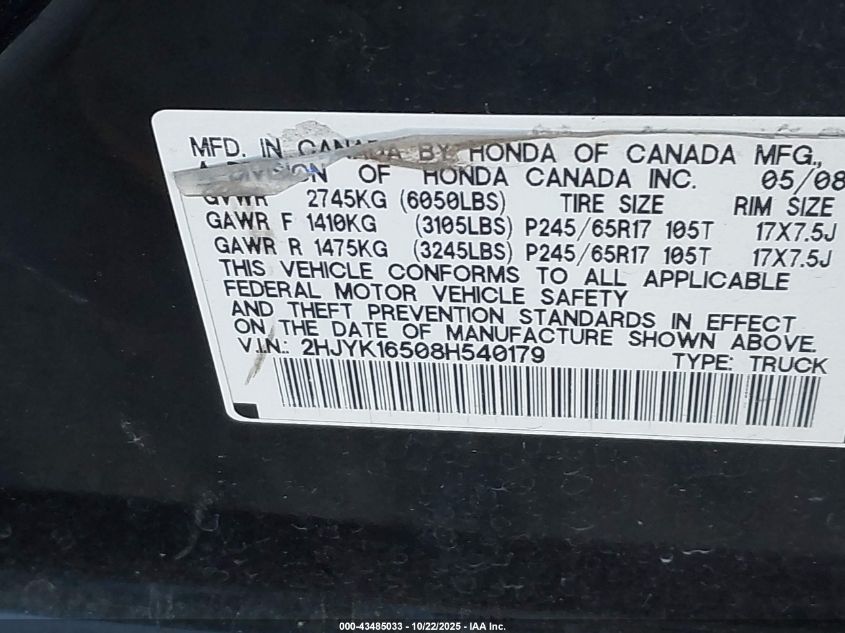 MFD. IN CANADA BY HONDA OF CANADA MFG.,
A DIVISION OF HONDA CANADA INC. 05/08
GVWR 2745KG (6050LBS) TIRE SIZE RIM SIZE
GAWR F 1410KG (3105LBS) P245/65R17 105T 17X7.5J
GAWR R 1475KG (3245LBS) P245/65R17 105T 17X7.5J
THIS VEHICLE CONFORMS TO ALL APPLICABLE
FEDERAL MOTOR VEHICLE SAFETY
AND THEFT PREVENTION STANDARDS IN EFFECT
ON THE DATE OF MANUFACTURE SHOWN ABOVE.
V.I.N.: 2HJYK16508H540179 TYPE: TRUCK
000-43485033 - 10/22/2025 - IAA Inc.